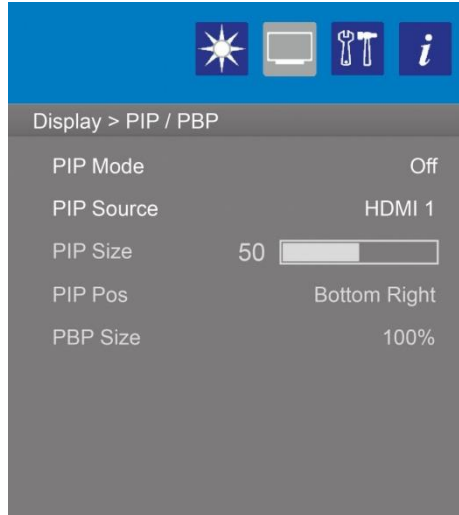 i
Display > PIP / PBP
PIP Mode Off
PIP Source HDMI 1
PIP Size 50
PIP Pos Bottom Right
PBP Size 100%